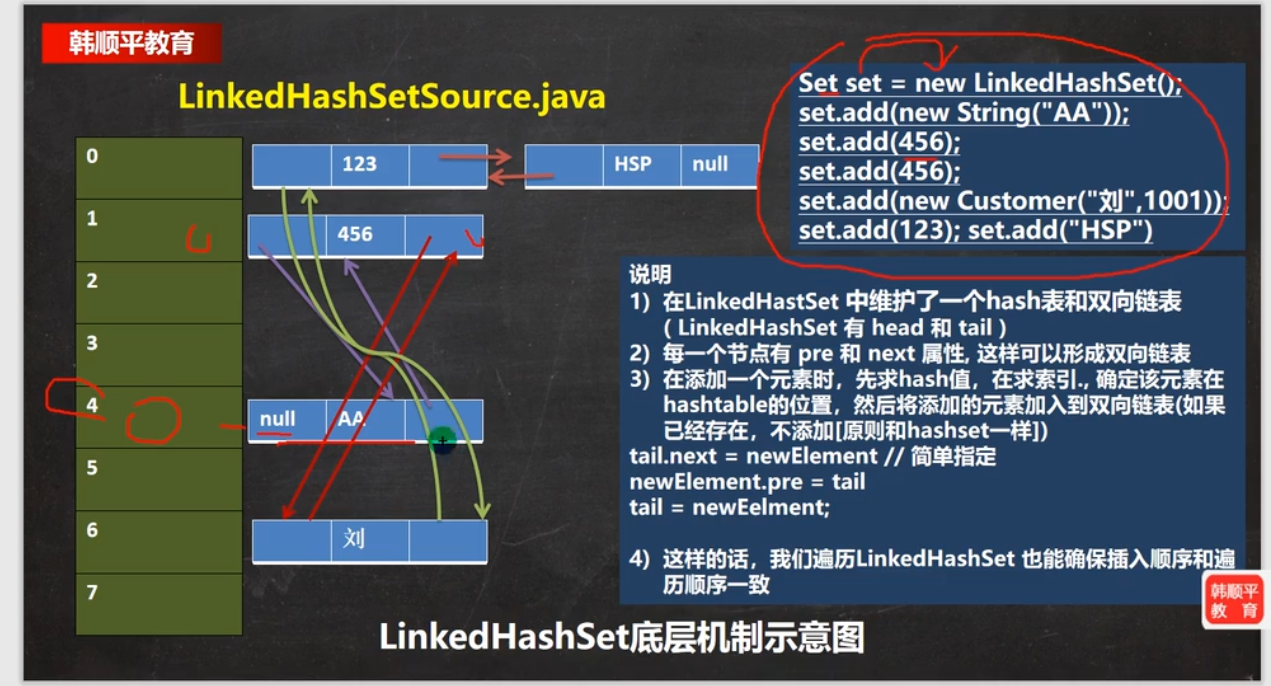 韩顺平教育
LinkedHashSetSource.java
0
123
HSP
null
1
456
2
3
4
null
AA
5
6
刘
7
Set set = new LinkedHashSet();
set.add(new String("AA"));
set.add(456);
set.add(456);
set.add(new Customer("刘",1001));
set.add(123); set.add("HSP")
说明
1) 在LinkedHastSet 中维护了一个hash表和双向链表
( LinkedHashSet 有 head 和 tail )
2) 每一个节点有 pre 和 next 属性, 这样可以形成双向链表
3) 在添加一个元素时，先求hash值，在求索引., 确定该元素在
hashtable的位置，然后将添加的元素加入到双向链表(如果
已经存在，不添加[原则和hashset一样])
tail.next = newElement // 简单指定
newElement.pre = tail
tail = newEelment;
4) 这样的话，我们遍历LinkedHashSet 也能确保插入顺序和遍
历顺序一致
LinkedHashSet底层机制示意图
韩顺平
教 育